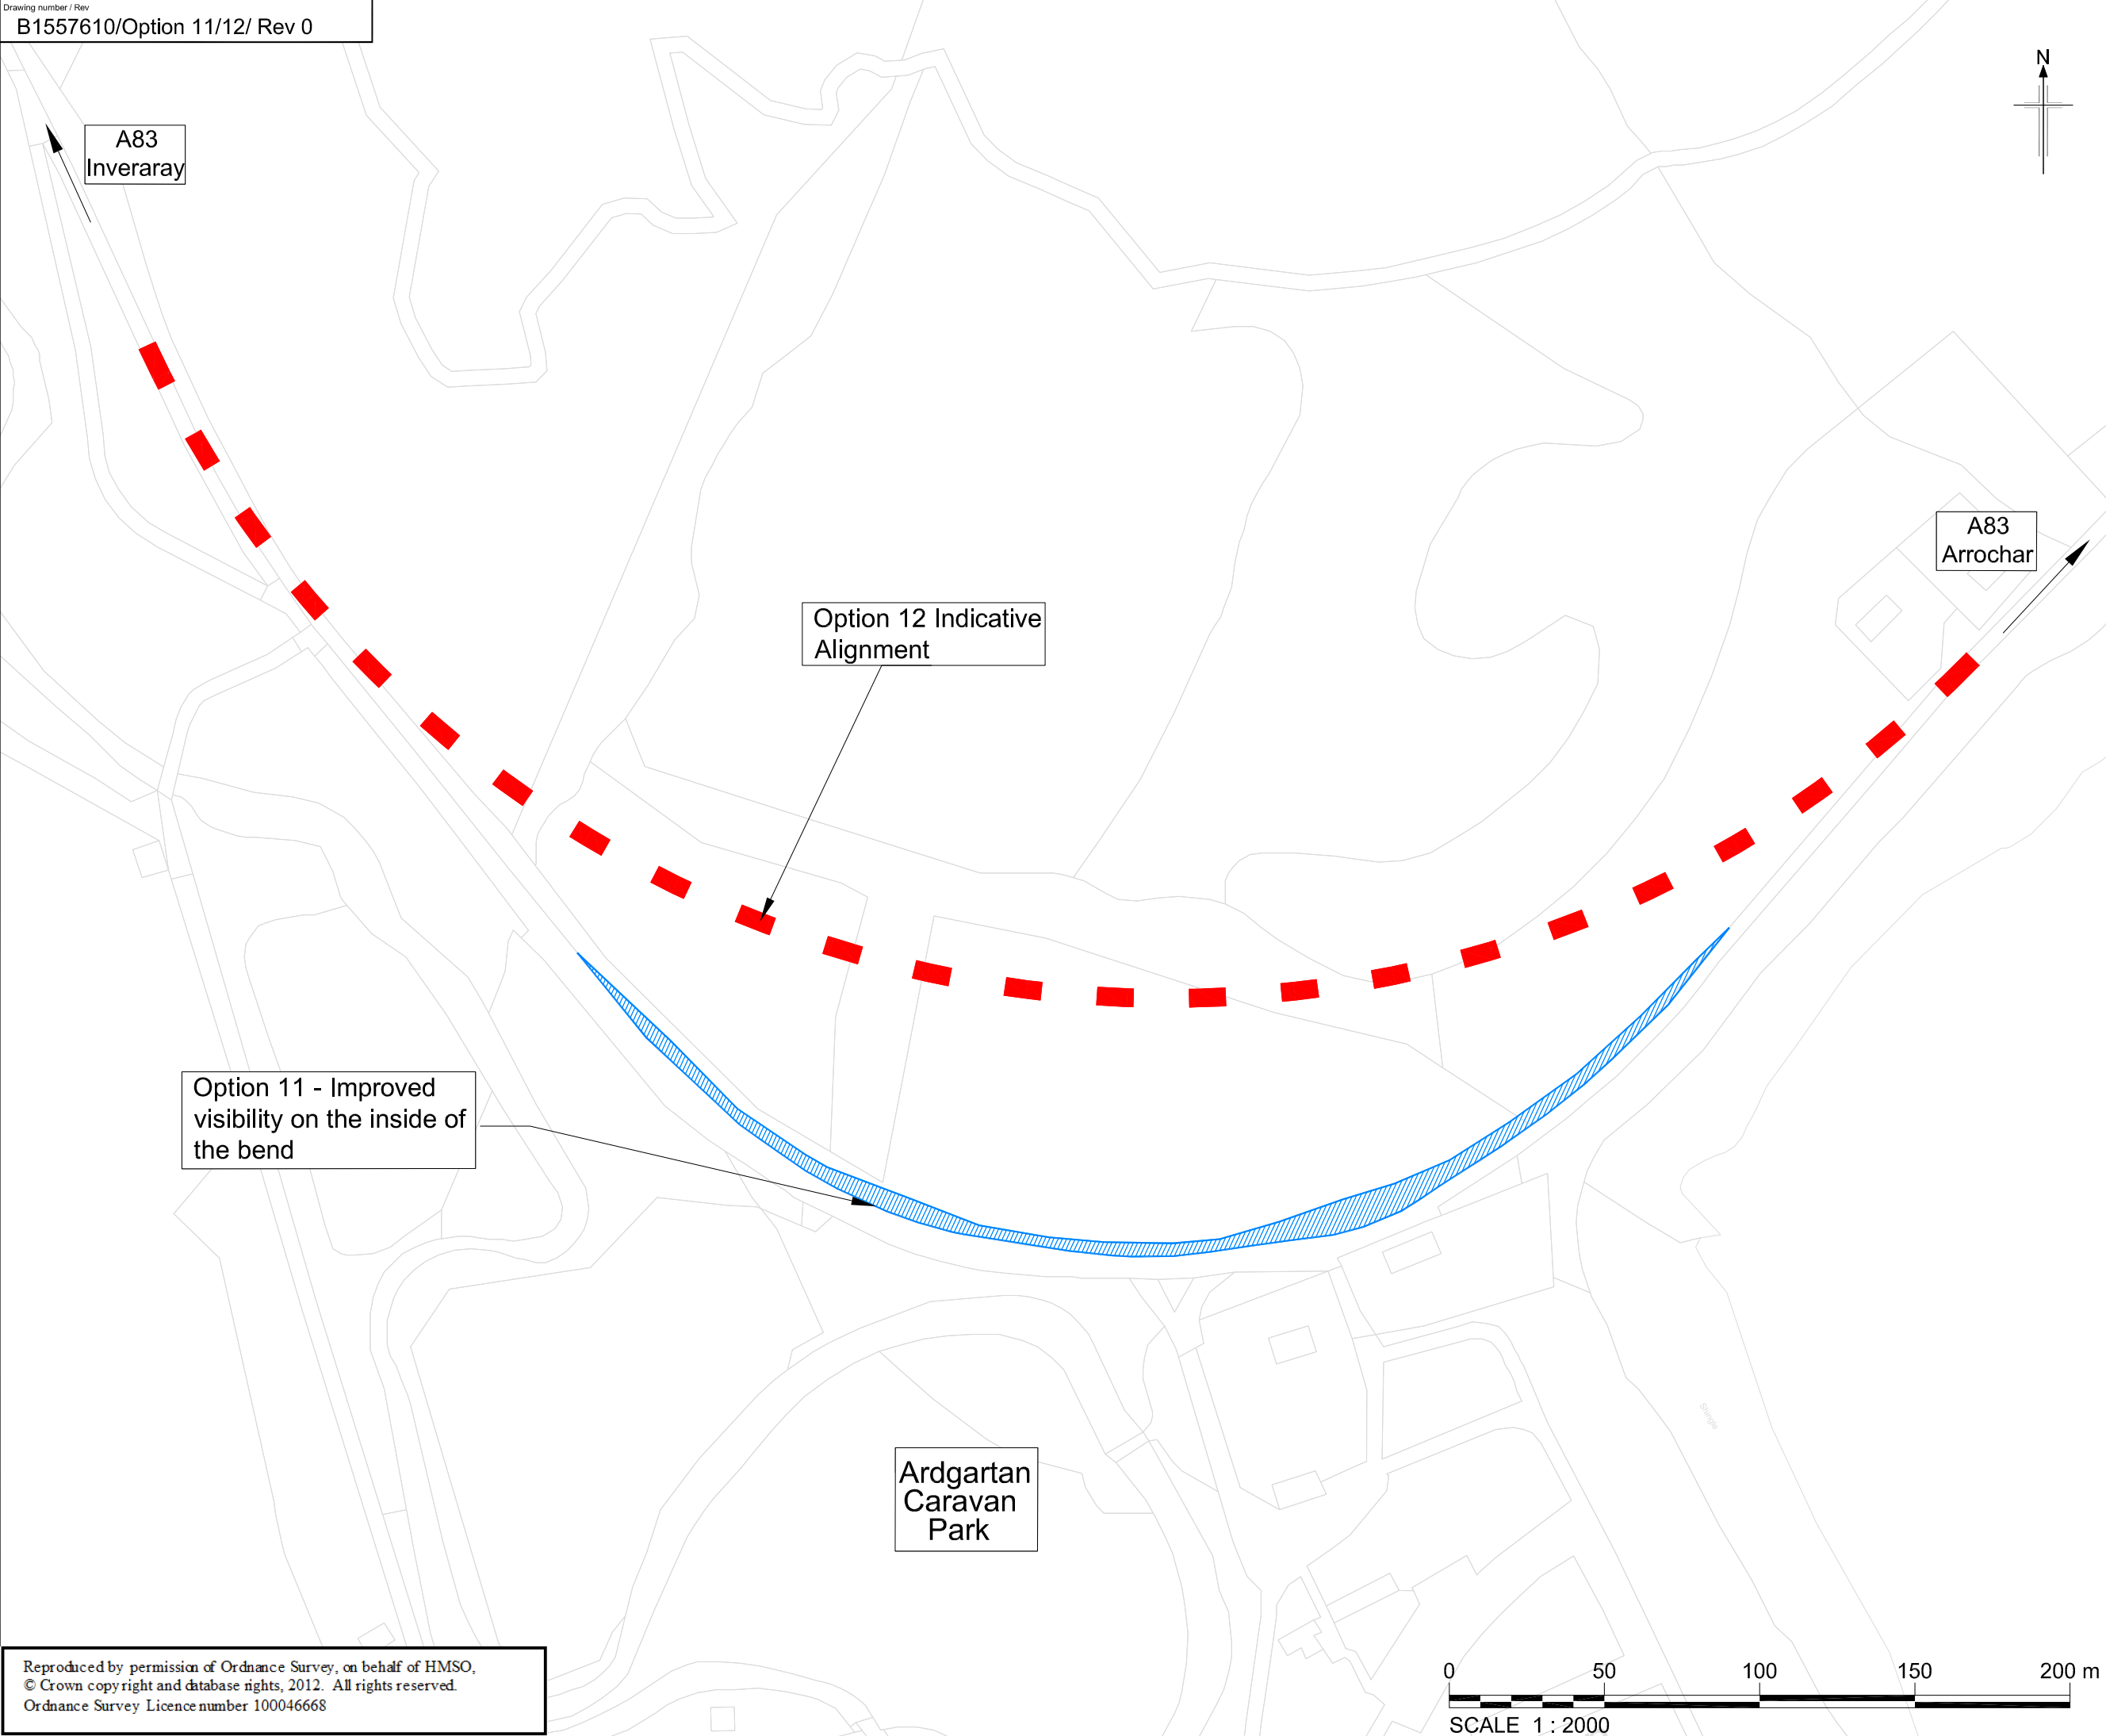 Drawing number / Rev
B1557610/Option 11/12/ Rev 0
N
A83
Inveraray
A83
Arrochar
Option 12 Indicative
Alignment
Option 11 - Improved
visibility on the inside of
the bend
Shingle
Ardgartan
Caravan
Park
Reproduced by permission of Ordnance Survey, on behalf of HMSO,
© Crown copyright and database rights, 2012. All rights reserved.
Ordnance Survey Licence number 100046668
0 50 100 150 200 m
SCALE 1 : 2000